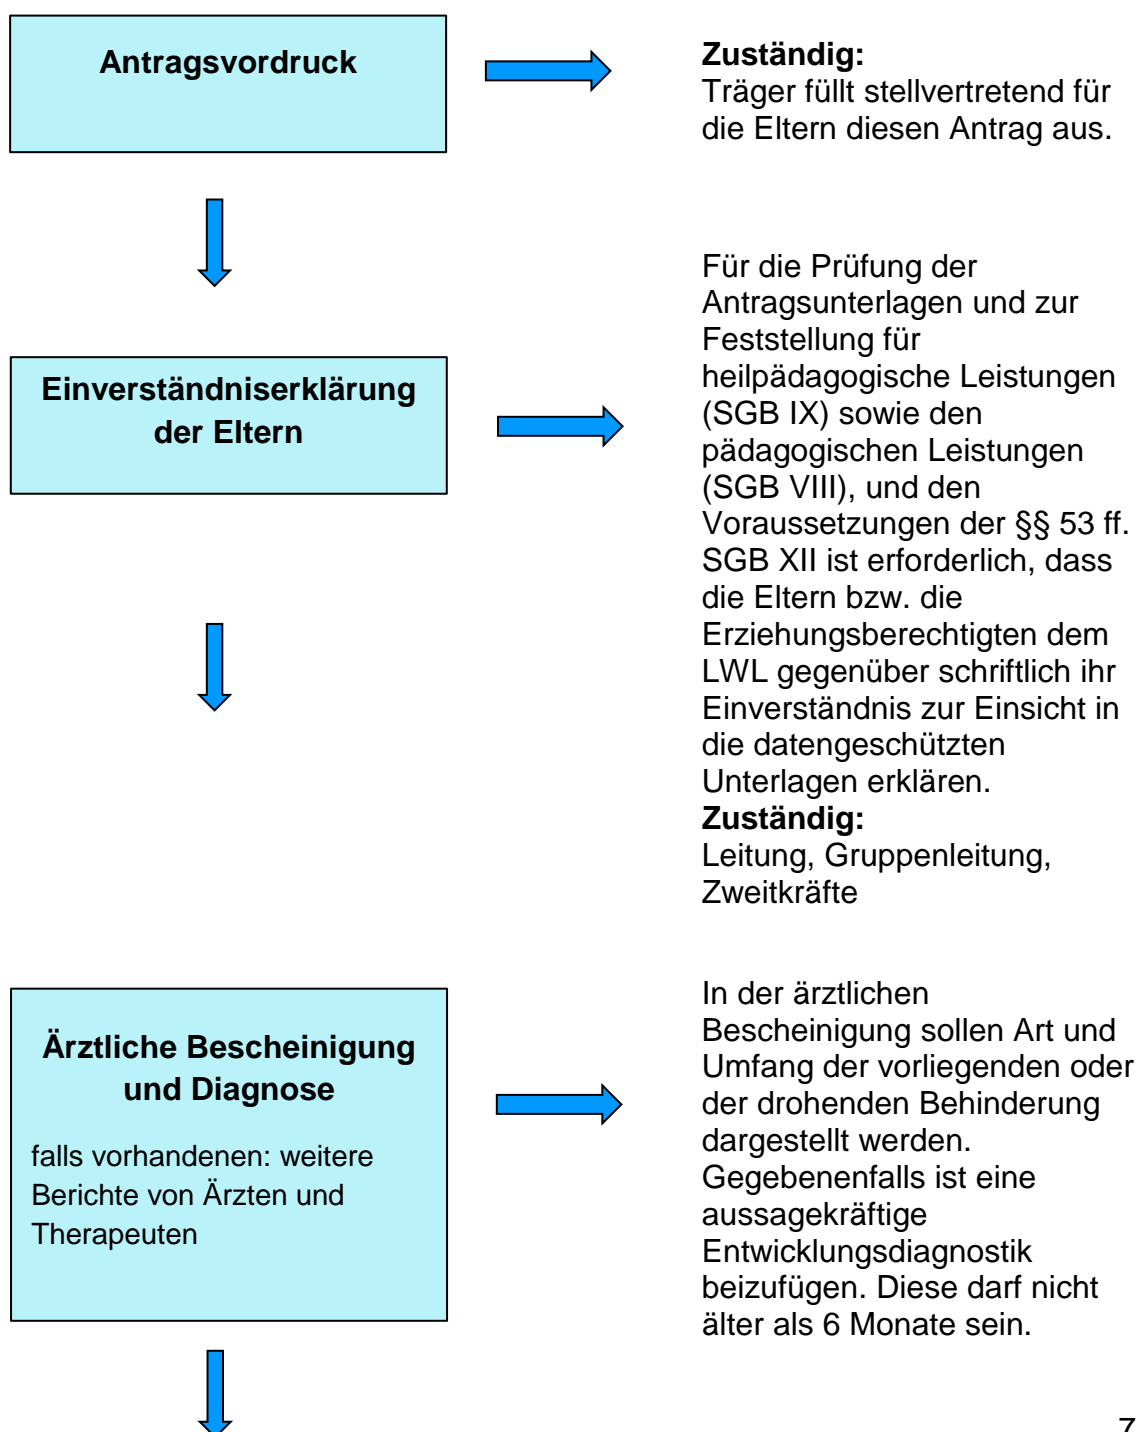 Antragsvordruck
Zuständig:
Träger füllt stellvertretend für
die Eltern diesen Antrag aus.
Einverständniserklärung
der Eltern
Für die Prüfung der
Antragsunterlagen und zur
Feststellung für
heilpädagogische Leistungen
(SGB IX) sowie den
pädagogischen Leistungen
(SGB VIII), und den
Voraussetzungen der §§ 53 ff.
SGB XII ist erforderlich, dass
die Eltern bzw. die
Erziehungsberechtigten dem
LWL gegenüber schriftlich ihr
Einverständnis zur Einsicht in
die datengeschützten
Unterlagen erklären.
Zuständig:
Leitung, Gruppenleitung,
Zweitkräfte
Ärztliche Bescheinigung
und Diagnose
falls vorhandenen: weitere
Berichte von Ärzten und
Therapeuten
In der ärztlichen
Bescheinigung sollen Art und
Umfang der vorliegenden oder
der drohenden Behinderung
dargestellt werden.
Gegebenenfalls ist eine
aussagekräftige
Entwicklungsdiagnostik
beizufügen. Diese darf nicht
älter als 6 Monate sein.
7